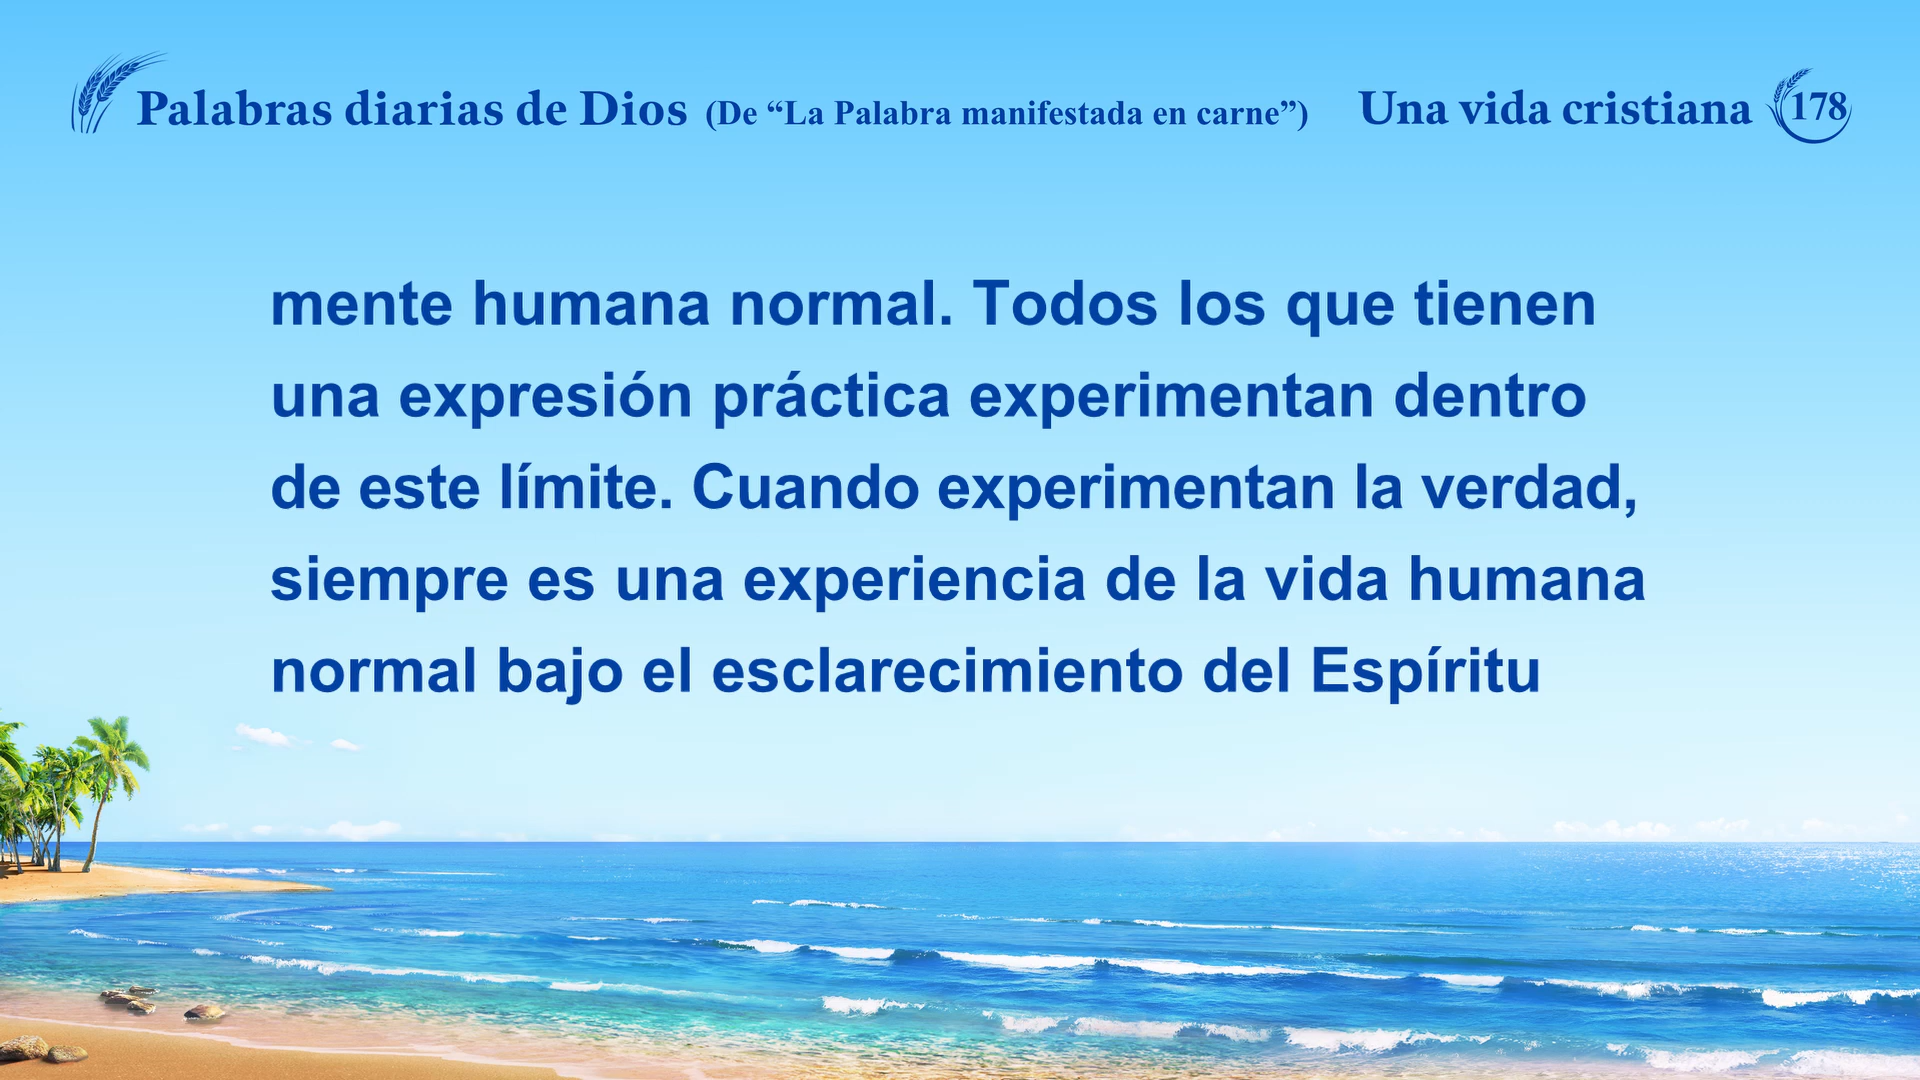 Palabras diarias de Dios (De “La Palabra manifestada en carne”) Una vida cristiana 178
mente humana normal. Todos los que tienen
una expresión práctica experimentan dentro
de este límite. Cuando experimentan la verdad,
siempre es una experiencia de la vida humana
normal bajo el esclarecimiento del Espíritu